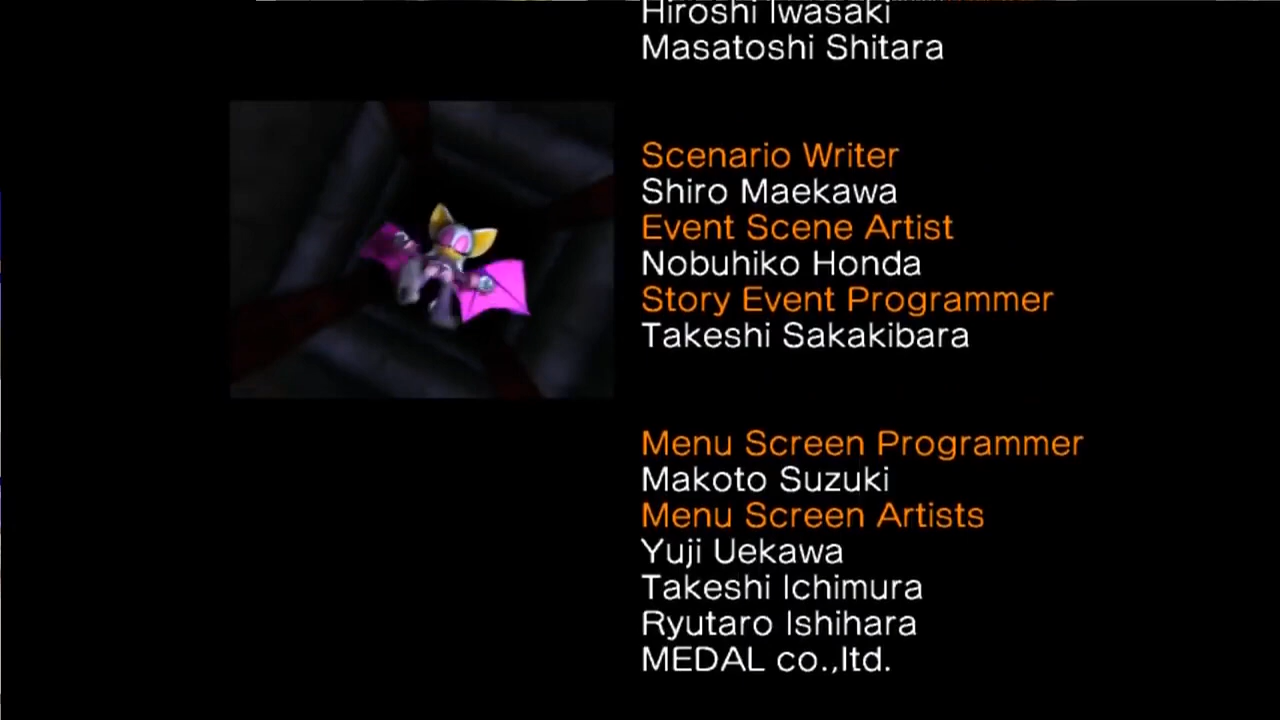 Hiroshi Iwasaki
Masatoshi Shitara
Scenario Writer
Shiro Maekawa
Event Scene Artist
Nobuhiko Honda
Story Event Programmer
Takeshi Sakakibara
Menu Screen Programmer
Makoto Suzuki
Menu Screen Artists
Yuji Uekawa
Takeshi Ichimura
Ryutaro Ishihara
MEDAL co.,ltd.